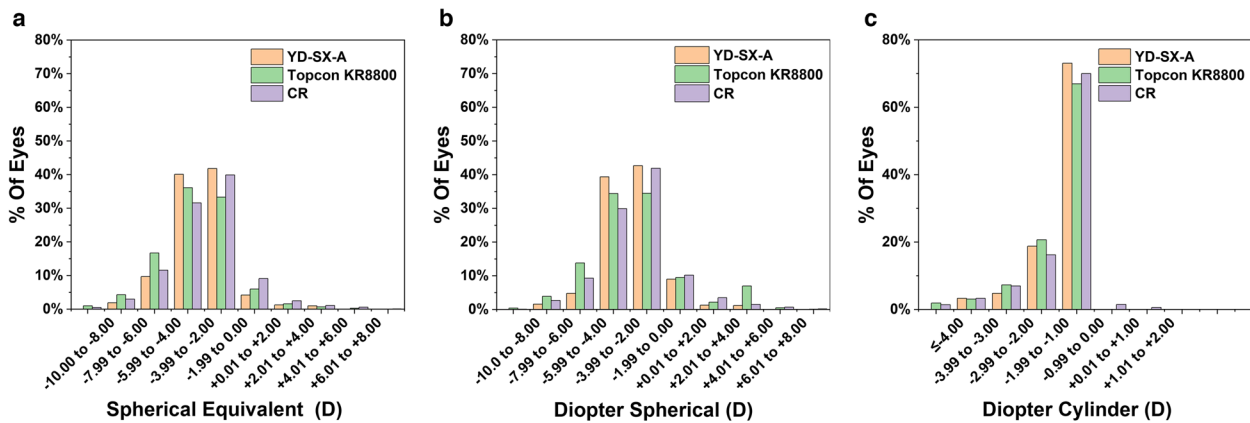 a
80%
70%
60%
50%
40%
30%
20%
10%
0%
% Of Eyes
YD-SX-A
Topcon KR8800
CR
-10.00 to -8.00
-7.99 to -6.00
-5.99 to -4.00
-3.99 to -2.00
-1.99 to 0.00
+0.01 to +2.00
+2.01 to +4.00
+4.01 to +6.00
+6.01 to +8.00
Spherical Equivalent (D)
b
80%
70%
60%
50%
40%
30%
20%
10%
0%
% Of Eyes
YD-SX-A
Topcon KR8800
CR
-10.0 to -8.00
-7.99 to -6.00
-5.99 to -4.00
-3.99 to -2.00
-1.99 to 0.00
+0.01 to +2.00
+2.01 to +4.00
+4.01 to +6.00
+6.01 to +8.00
Diopter Spherical (D)
c
80%
70%
60%
50%
40%
30%
20%
10%
0%
% Of Eyes
YD-SX-A
Topcon KR8800
CR
≤-4.00
-3.99 to -3.00
-2.99 to -2.00
-1.99 to -1.00
-0.99 to 0.00
+0.01 to +1.00
+1.01 to +2.00
Diopter Cylinder (D)